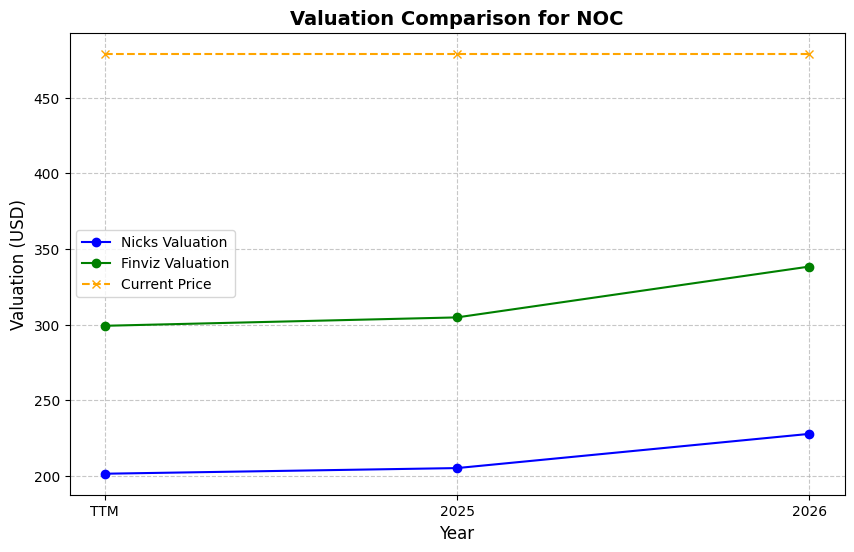 Valuation Comparison for NOC
Valuation (USD)
450
400
350
300
250
200
Nicks Valuation
Finviz Valuation
Current Price
TTM
2025
2026
Year